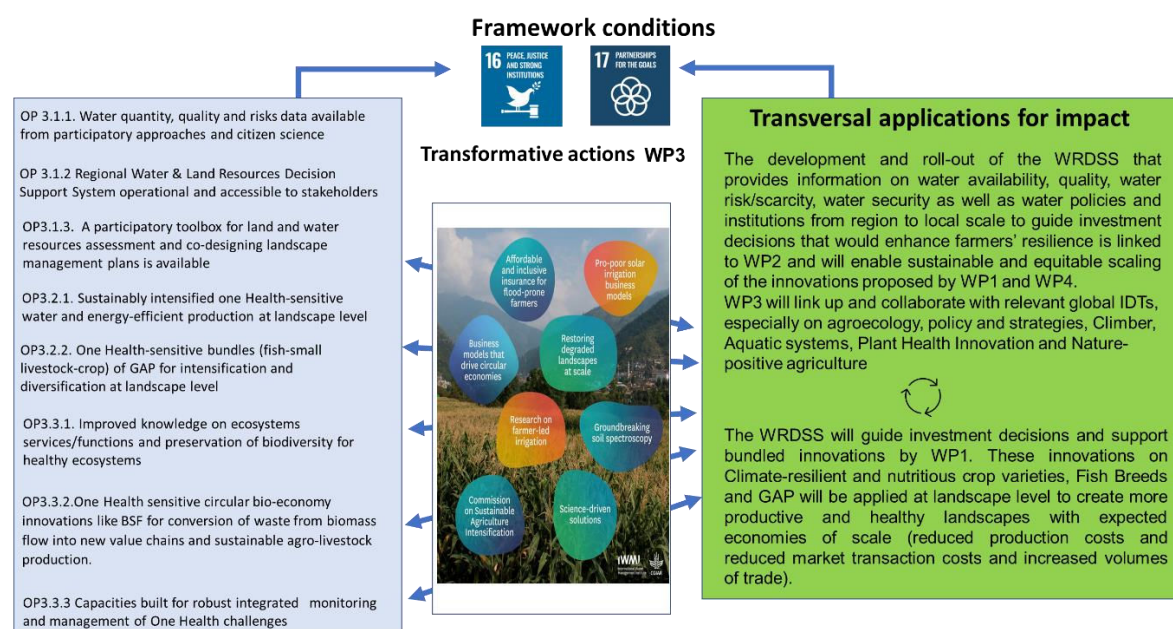 Framework conditions
16 PEACE, JUSTICE
AND STRONG
INSTITUTIONS
17 PARTNERSHIPS
FOR THE GOALS
Transformative actions WP3
OP 3.1.1. Water quantity, quality and risks data available
from participatory approaches and citizen science
OP 3.1.2 Regional Water & Land Resources Decision
Support System operational and accessible to stakeholders
OP3.1.3. A participatory toolbox for land and water
resources assessment and co-designing landscape
management plans is available
OP3.2.1. Sustainably intensified one Health-sensitive
water and energy-efficient production at landscape level
OP3.2.2. One Health-sensitive bundles (fish-small
livestock-crop) of GAP for intensification and
diversification at landscape level
OP3.3.1. Improved knowledge on ecosystems
services/functions and preservation of biodiversity for
healthy ecosystems
OP3.3.2.One Health sensitive circular bio-economy
innovations like BSF for conversion of waste from biomass
flow into new value chains and sustainable agro-livestock
production.
OP3.3.3 Capacities built for robust integrated monitoring
and management of One Health challenges
Affordable
and inclusive
insurance for
flood-prone
farmers
Pro-poor solar
irrigation
business
models
Business
models that
drive circular
economies
Restoring
degraded
landscapes
at scale
Research on
farmer-led
irrigation
Groundbreaking
soil spectroscopy
Commission
on Sustainable
Agriculture
Intensification
Science-driven
solutions
IWMI
CGIAR
Transversal applications for impact
The development and roll-out of the WRDSS that
provides information on water availability, quality, water
risk/scarcity, water security as well as water policies and
institutions from region to local scale to guide investment
decisions that would enhance farmers' resilience is linked
to WP2 and will enable sustainable and equitable scaling
of the innovations proposed by WP1 and WP4.
WP3 will link up and collaborate with relevant global IDTs,
especially on agroecology, policy and strategies, Climber,
Aquatic systems, Plant Health Innovation and Nature-
positive agriculture
The WRDSS will guide investment decisions and support
bundled innovations by WP1. These innovations on
Climate-resilient and nutritious crop varieties, Fish Breeds
and GAP will be applied at landscape level to create more
productive and healthy landscapes with expected
economies of scale (reduced production costs and
reduced market transaction costs and increased volumes
of trade).